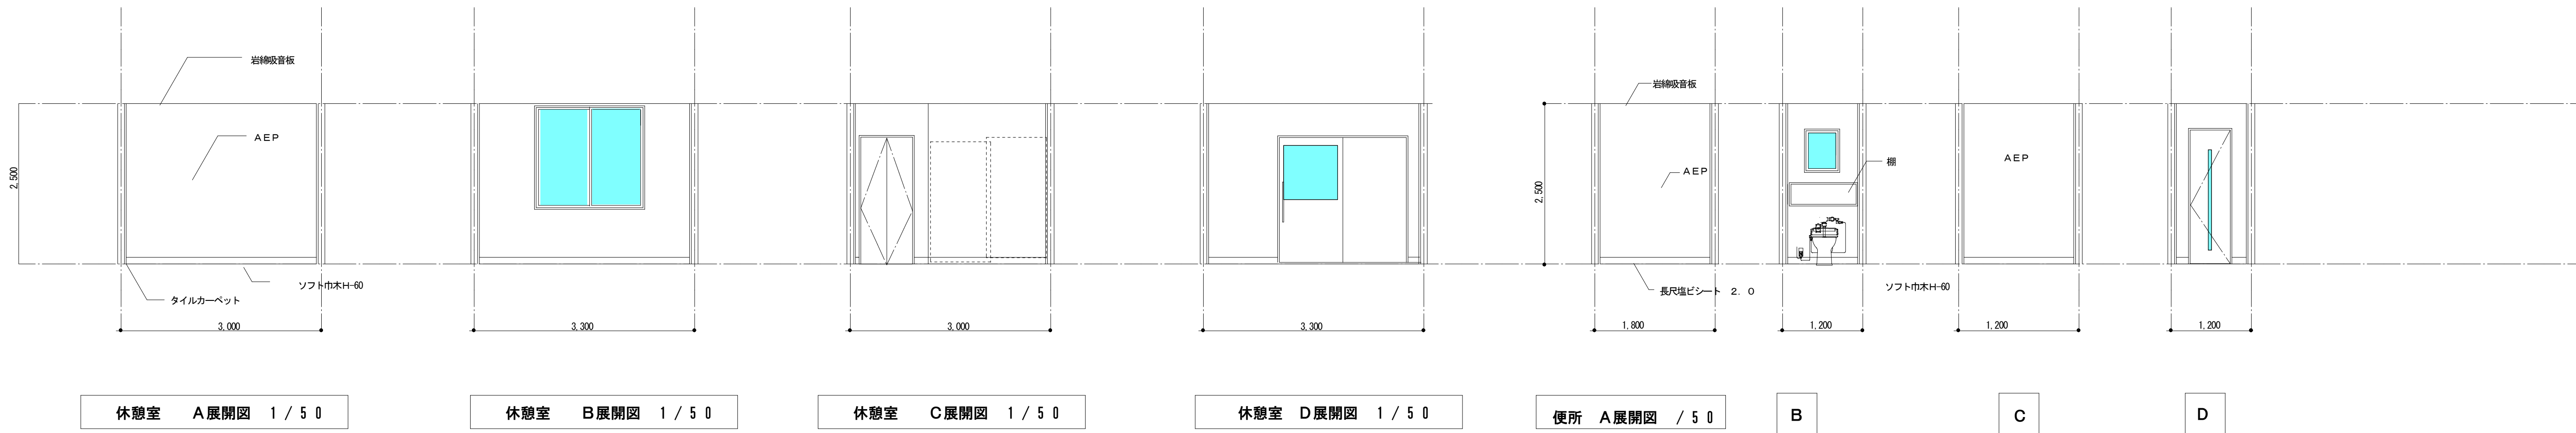 岩綿吸音板
AEP
2,500
ソフト巾木H-60
タイルカーペット
3,000
休憩室 A展開図 1/50
3,300
休憩室 B展開図 1/50
3,000
休憩室 C展開図 1/50
3,300
休憩室 D展開図 1/50
岩綿吸音板
AEP
2,500
長尺塩ビシート 2.0
1,800
便所 A展開図 /50
棚
1,200
B
ソフト巾木H-60
AEP
1,200
C
1,200
D